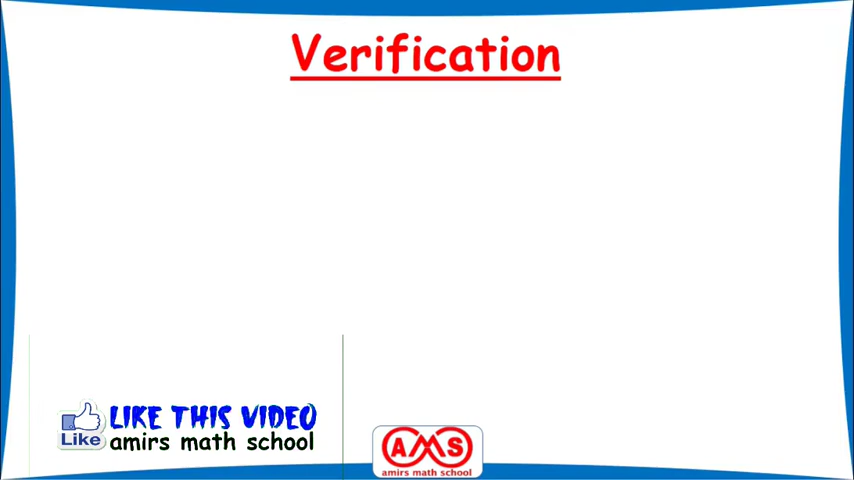 Verification
LIKE THIS VIDEO
Like
amirs math school
AMS
amirs math school